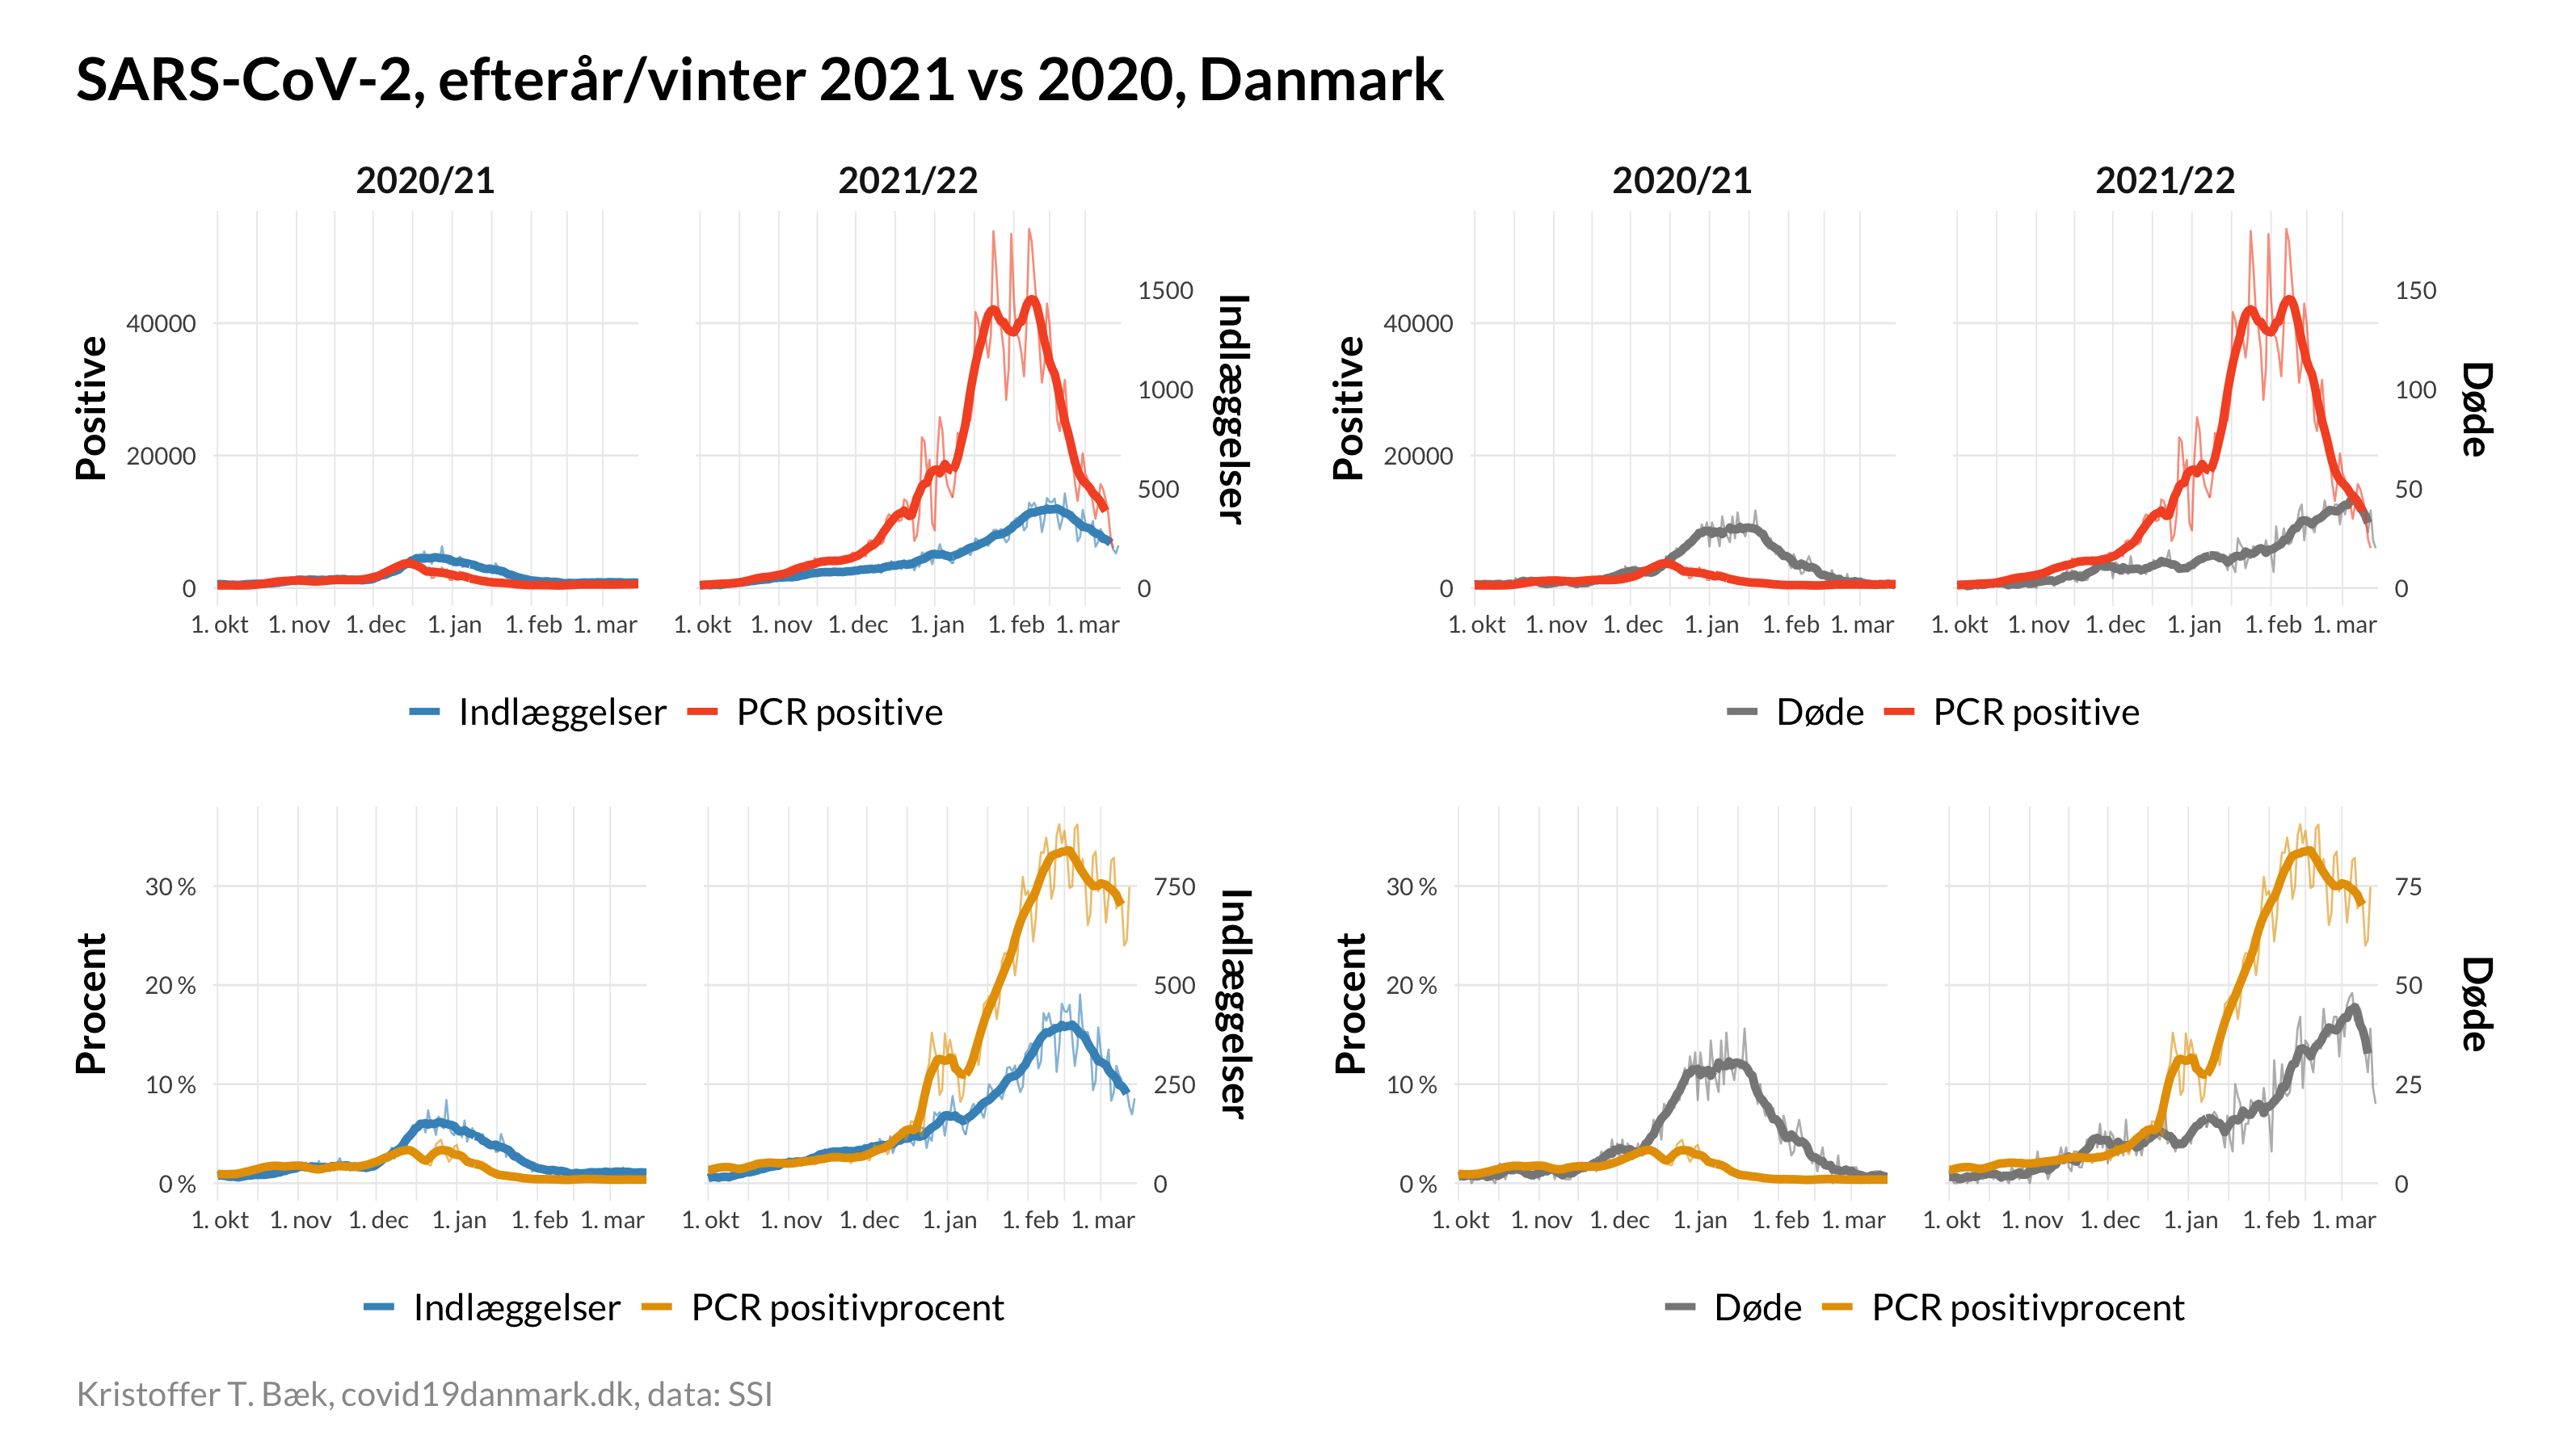 SARS-CoV-2, efterår/vinter 2021 vs 2020, Danmark
2020/21 2021/22
Positive
40000
20000
0
1500
1000
500
0
Indlæggelser
1. okt 1. nov 1. dec 1. jan 1. feb 1. mar 1. okt 1. nov 1. dec 1. jan 1. feb 1. mar
Indlæggelser PCR positive
2020/21 2021/22
Positive
40000
20000
0
150
100
50
0
Døde
1. okt 1. nov 1. dec 1. jan 1. feb 1. mar 1. okt 1. nov 1. dec 1. jan 1. feb 1. mar
Døde PCR positive
Procent
30 %
20 %
10 %
0 %
750
500
250
0
Indlæggelser
1. okt 1. nov 1. dec 1. jan 1. feb 1. mar 1. okt 1. nov 1. dec 1. jan 1. feb 1. mar
Indlæggelser PCR positivprocent
Procent
30 %
20 %
10 %
0 %
75
50
25
0
Døde
1. okt 1. nov 1. dec 1. jan 1. feb 1. mar 1. okt 1. nov 1. dec 1. jan 1. feb 1. mar
Døde PCR positivprocent
Kristoffer T. Bæk, covid19danmark.dk, data: SSI